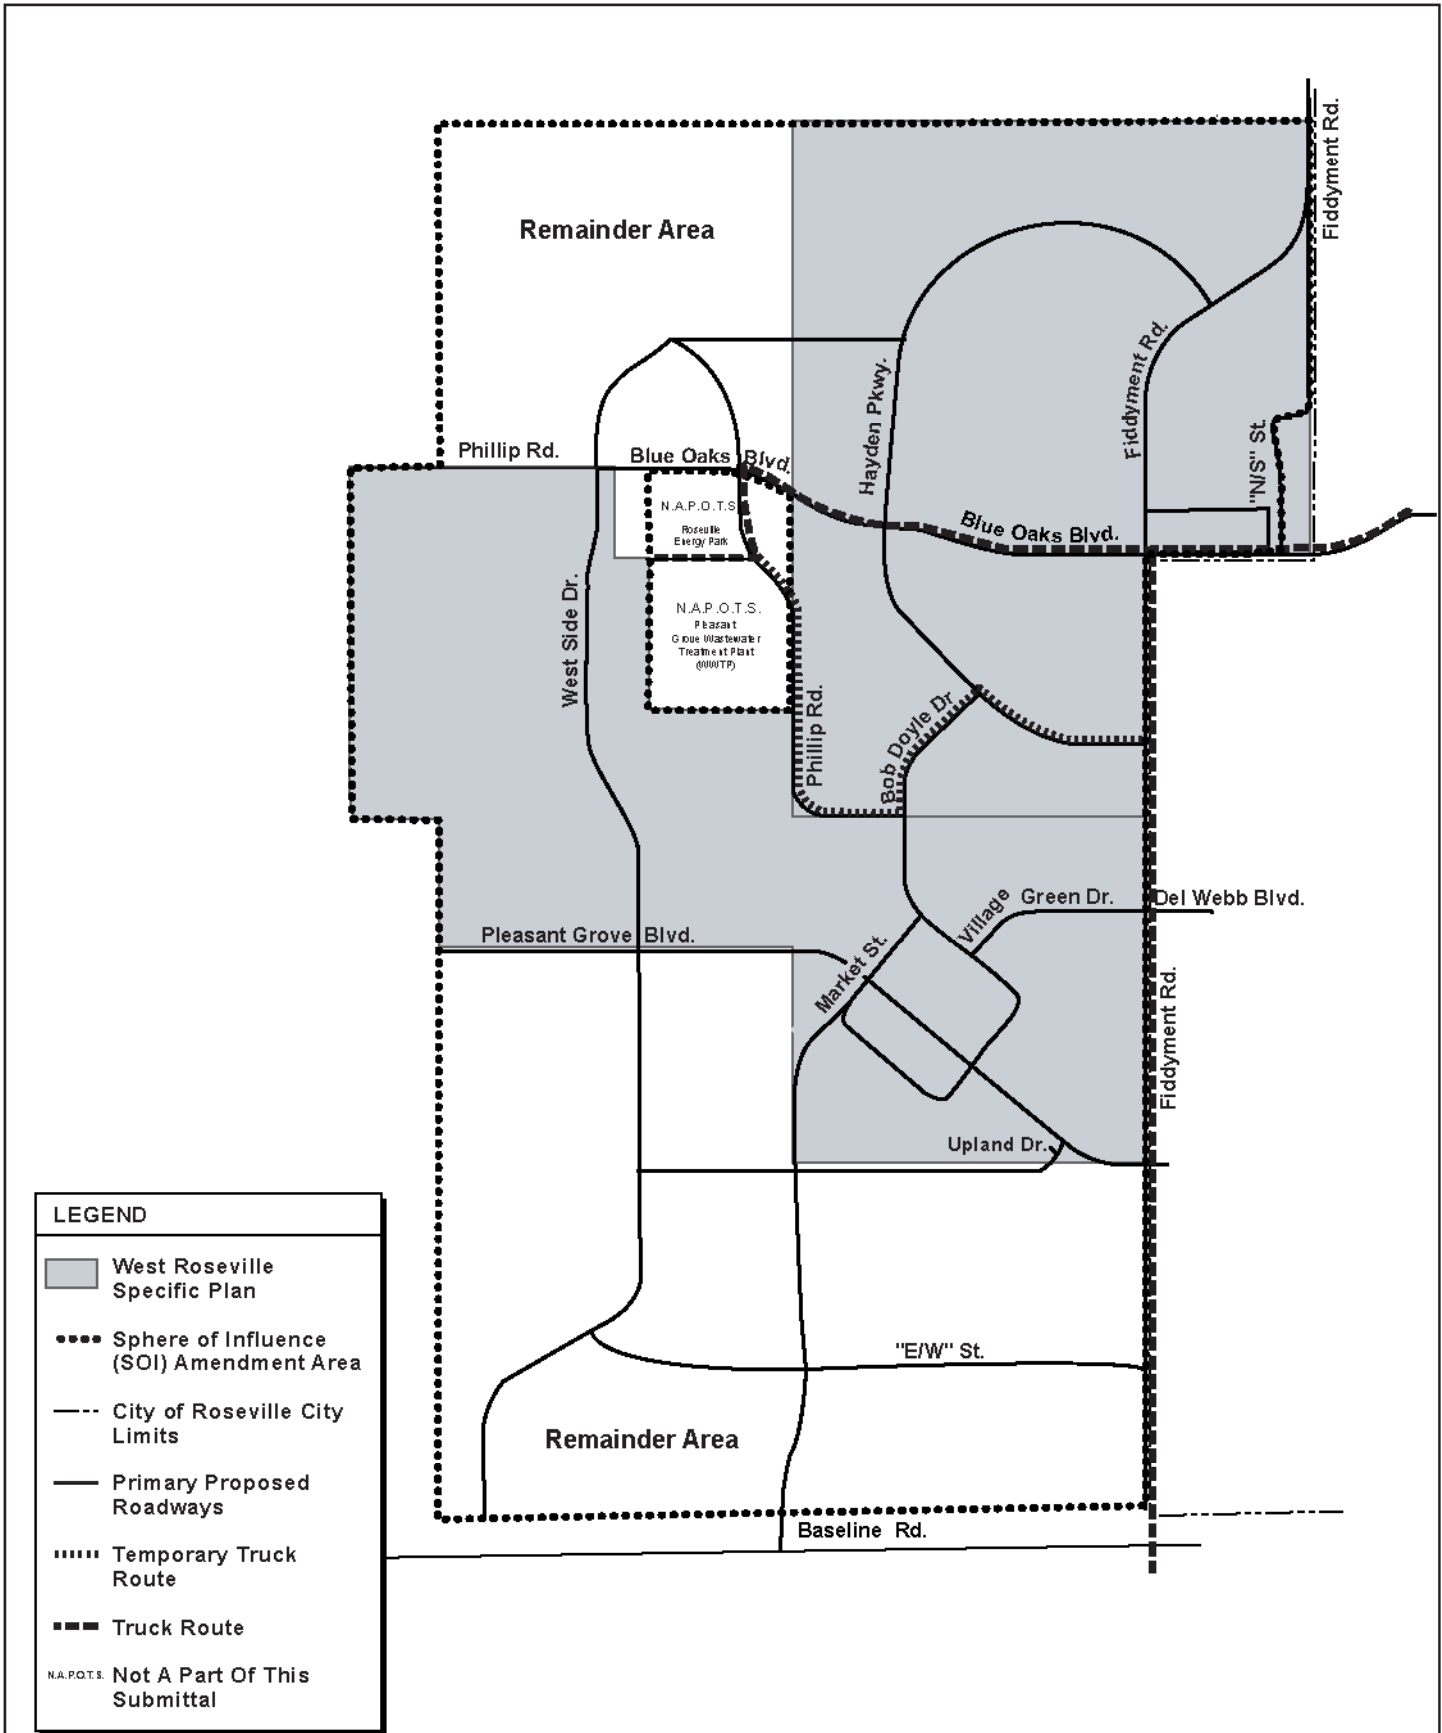 Fiddyment Rd.
Remainder Area
Fiddyment Rd.
Hayden Pkwy.
"N/S" St.
Phillip Rd.
Blue Oaks Blvd.
N.A.P.O.T.S
Roseville
Energy Park
Blue Oaks Blvd.
West Side Dr.
N.A.P.O.T.S.
Pleasant
Grove Wastewater
Treatment Plant
(WWTP)
Phillip Rd.
Bob Doyle Dr
Village Green Dr.
Del Webb Blvd.
Pleasant Grove Blvd.
Market St.
Fiddyment Rd.
Upland Dr.
"E/W" St.
Remainder Area
Baseline Rd.
LEGEND
West Roseville
Specific Plan
Sphere of Influence
(SOI) Amendment Area
City of Roseville City
Limits
Primary Proposed
Roadways
Temporary Truck
Route
Truck Route
N.A.P.O.T.S. Not A Part Of This
Submittal